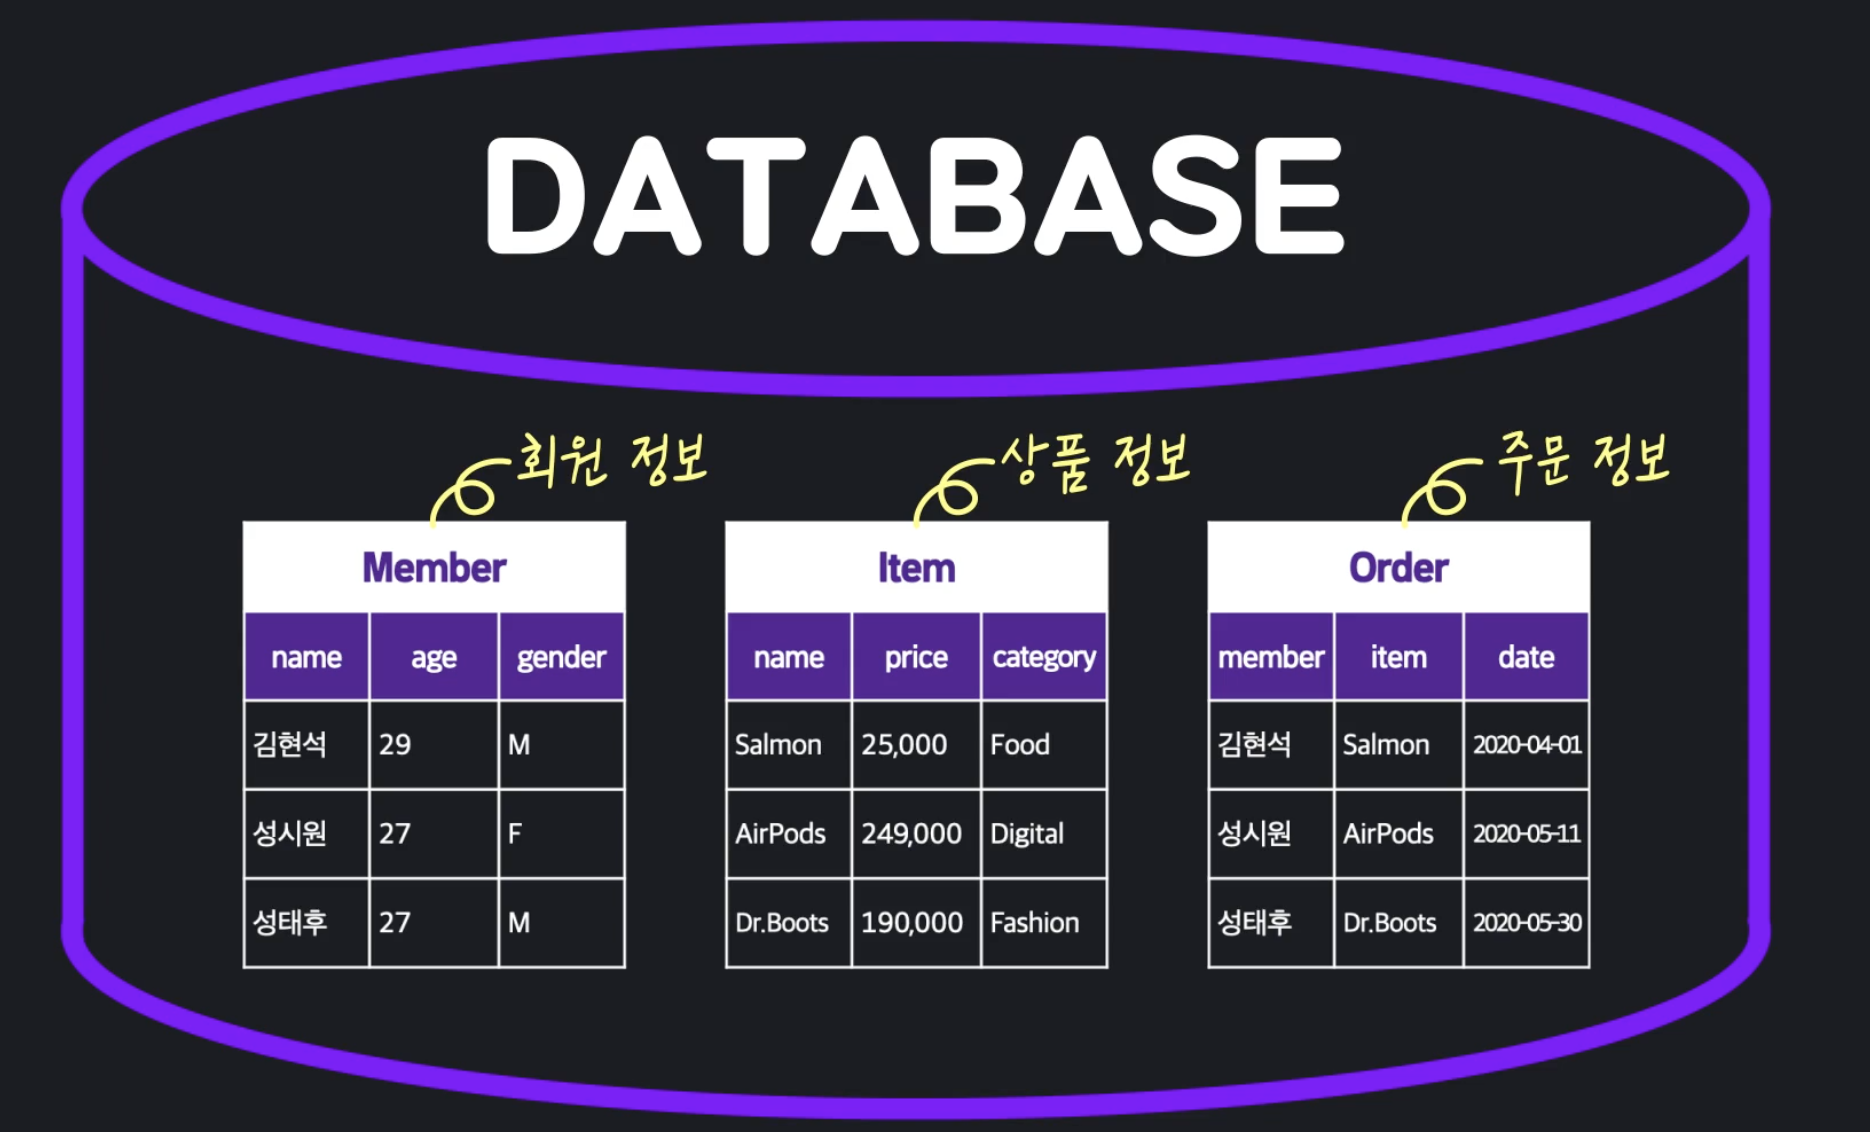 DATABASE
회원 정보
상품 정보
주문 정보
Member
name age gender
김현석 29 M
성시원 27 F
성태후 27 M
Item
name price category
Salmon 25,000 Food
AirPods 249,000 Digital
Dr.Boots 190,000 Fashion
Order
member item date
김현석 Salmon 2020-04-01
성시원 AirPods 2020-05-11
성태후 Dr.Boots 2020-05-30